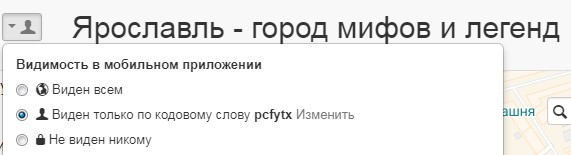 Ярославль - город мифов и легенд
Видимость в мобильном приложении
Виден всем
Виден только по кодовому слову pcfytx Изменить
ашня
Не виден никому